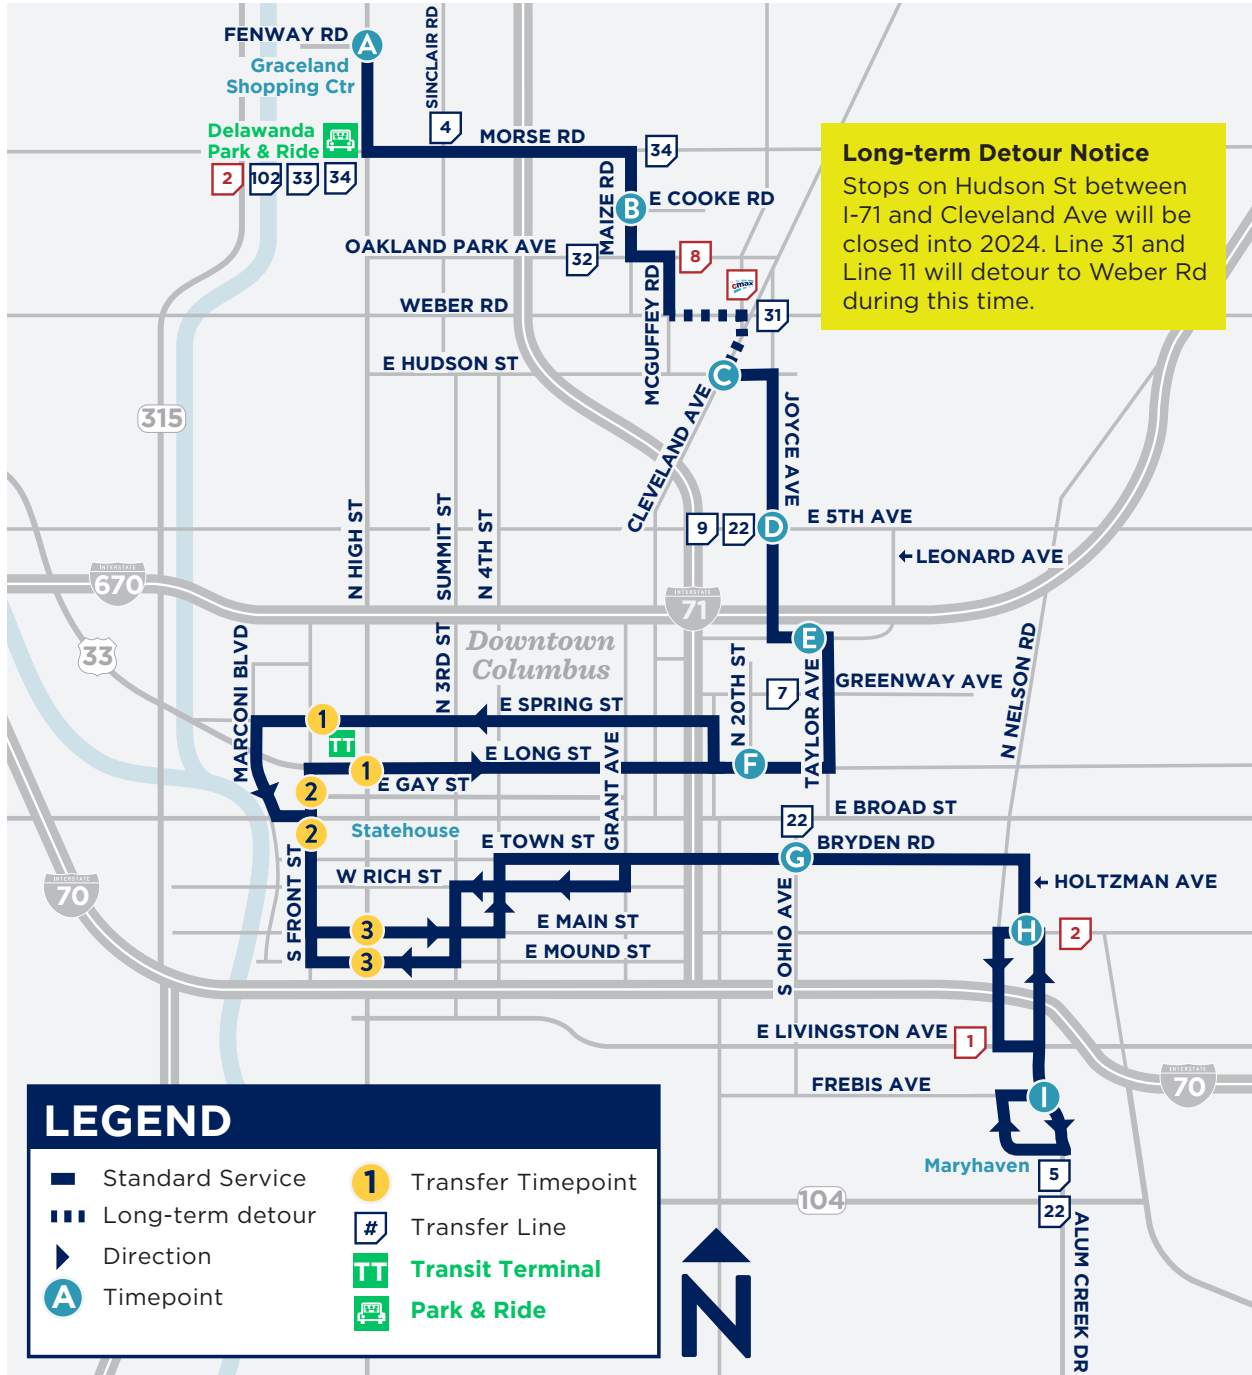 FENWAY RD
A
Graceland
Shopping Ctr
SINCLAIR RD
4
MORSE RD
34
Delawanda
Park & Ride
2
102
33
34
MAIZE RD
B
E COOKE RD
Long-term Detour Notice
Stops on Hudson St between
I-71 and Cleveland Ave will be
closed into 2024. Line 31 and
Line 11 will detour to Weber Rd
during this time.
OAKLAND PARK AVE
32
8
cmax
WEBER RD
MCGUFFEY RD
31
E HUDSON ST
C
CLEVELAND AVE
JOYCE AVE
315
N HIGH ST
SUMMIT ST
N 4TH ST
9
22
D
E 5TH AVE
LEONARD AVE
INTERSTATE
670
INTERSTATE
71
33
MARCONI BLVD
N 3RD ST
Downtown
Columbus
N 20TH ST
E
TAYLOR AVE
7
GREENWAY AVE
N NELSON RD
1
E SPRING ST
TT
1
E LONG ST
GRANT AVE
F
E GAY ST
2
2
Statehouse
E BROAD ST
22
E TOWN ST
G
BRYDEN RD
S FRONT ST
W RICH ST
HOLTZMAN AVE
INTERSTATE
70
3
E MAIN ST
S OHIO AVE
H
2
3
E MOUND ST
E LIVINGSTON AVE
1
FREBIS AVE
I
INTERSTATE
70
Maryhaven
5
22
104
ALUM CREEK DR
N
LEGEND
Standard Service
Long-term detour
Direction
A
Timepoint
1
Transfer Timepoint
#
Transfer Line
TT
Transit Terminal
Park & Ride